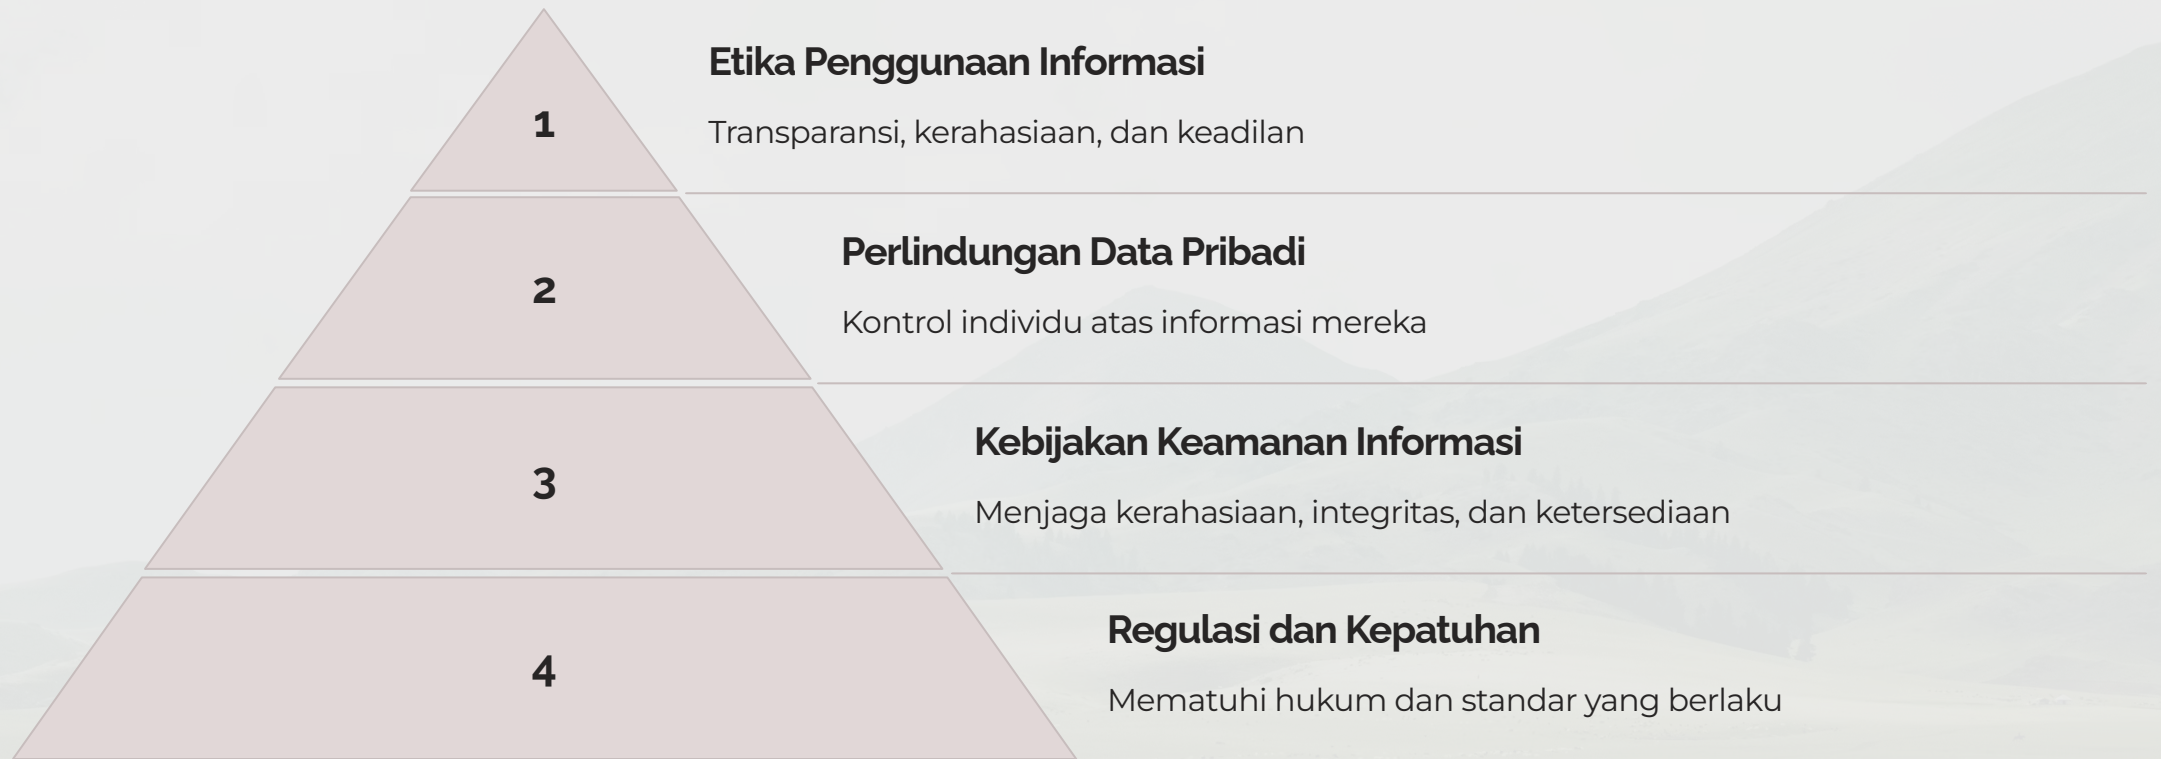 1
Etika Penggunaan Informasi
Transparansi, kerahasiaan, dan keadilan
2
Perlindungan Data Pribadi
Kontrol individu atas informasi mereka
3
Kebijakan Keamanan Informasi
Menjaga kerahasiaan, integritas, dan ketersediaan
4
Regulasi dan Kepatuhan
Mematuhi hukum dan standar yang berlaku